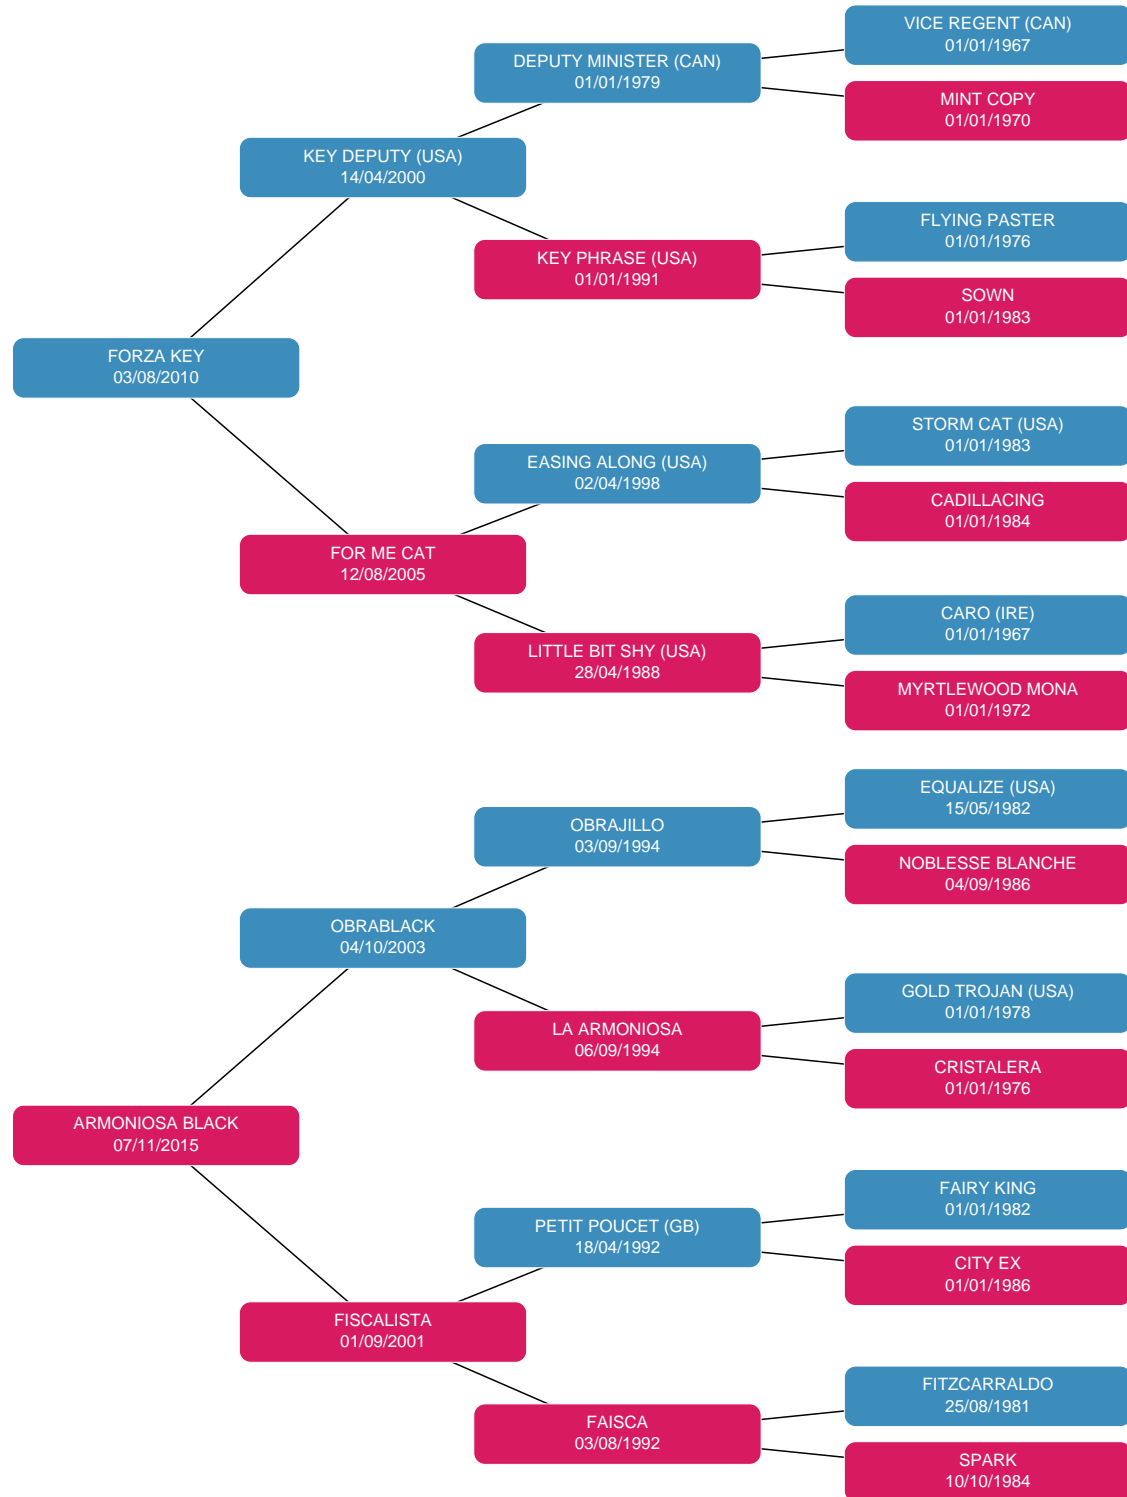 VICE REGENT (CAN)
01/01/1967
DEPUTY MINISTER (CAN)
01/01/1979
MINT COPY
01/01/1970
KEY DEPUTY (USA)
14/04/2000
FLYING PASTER
01/01/1976
KEY PHRASE (USA)
01/01/1991
SOWN
01/01/1983
FORZA KEY
03/08/2010
STORM CAT (USA)
01/01/1983
EASING ALONG (USA)
02/04/1998
CADILLACING
01/01/1984
FOR ME CAT
12/08/2005
CARO (IRE)
01/01/1967
LITTLE BIT SHY (USA)
28/04/1988
MYRTLEWOOD MONA
01/01/1972
EQUALIZE (USA)
15/05/1982
OBRAJILLO
03/09/1994
NOBLESSE BLANCHE
04/09/1986
OBRABLACK
04/10/2003
GOLD TROJAN (USA)
01/01/1978
LA ARMONIOSA
06/09/1994
CRISTALERA
01/01/1976
ARMONIOSA BLACK
07/11/2015
FAIRY KING
01/01/1982
PETIT POUCET (GB)
18/04/1992
CITY EX
01/01/1986
FISCALISTA
01/09/2001
FITZCARRALDO
25/08/1981
FAISCA
03/08/1992
SPARK
10/10/1984